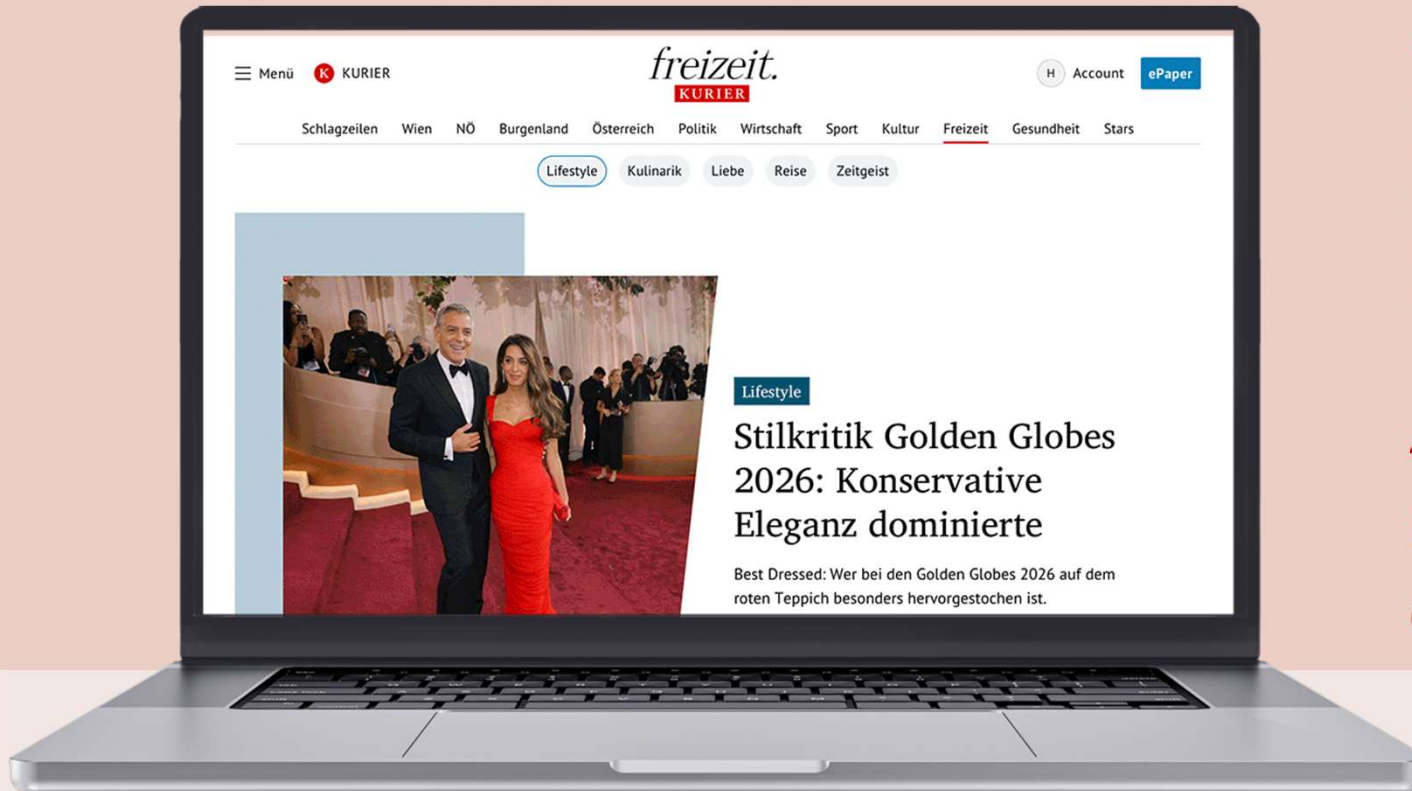 Menü K KURIER
freizeit.
KURIER
H Account ePaper
Schlagzeilen Wien NÖ Burgenland Österreich Politik Wirtschaft Sport Kultur Freizeit Gesundheit Stars
Lifestyle Kulinarik Liebe Reise Zeitgeist
Lifestyle
Stilkritik Golden Globes
2026: Konservative
Eleganz dominierte
Best Dressed: Wer bei den Golden Globes 2026 auf dem
roten Teppich besonders hervorgestochen ist.